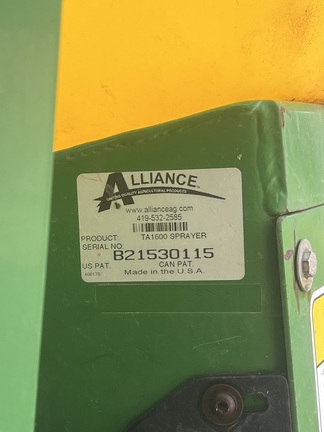 ALLIANCE
QUALITY AGRICULTURAL PRODUCTS
www.allianceag.com
419-532-2585
PRODUCT: TA1600 SPRAYER
SERIAL NO:
B21530115
US PAT. CAN PAT.
Made in the U.S.A.